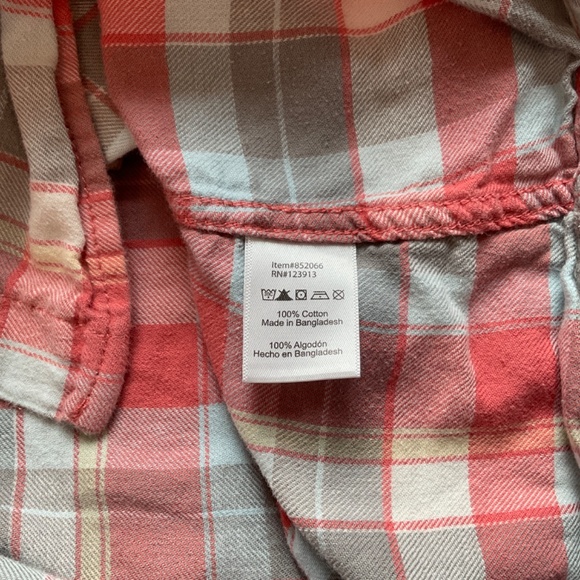 Item#852066
RN#123913
100% Cotton
Made in Bangladesh
100% Algodón
Hecho en Bangladesh